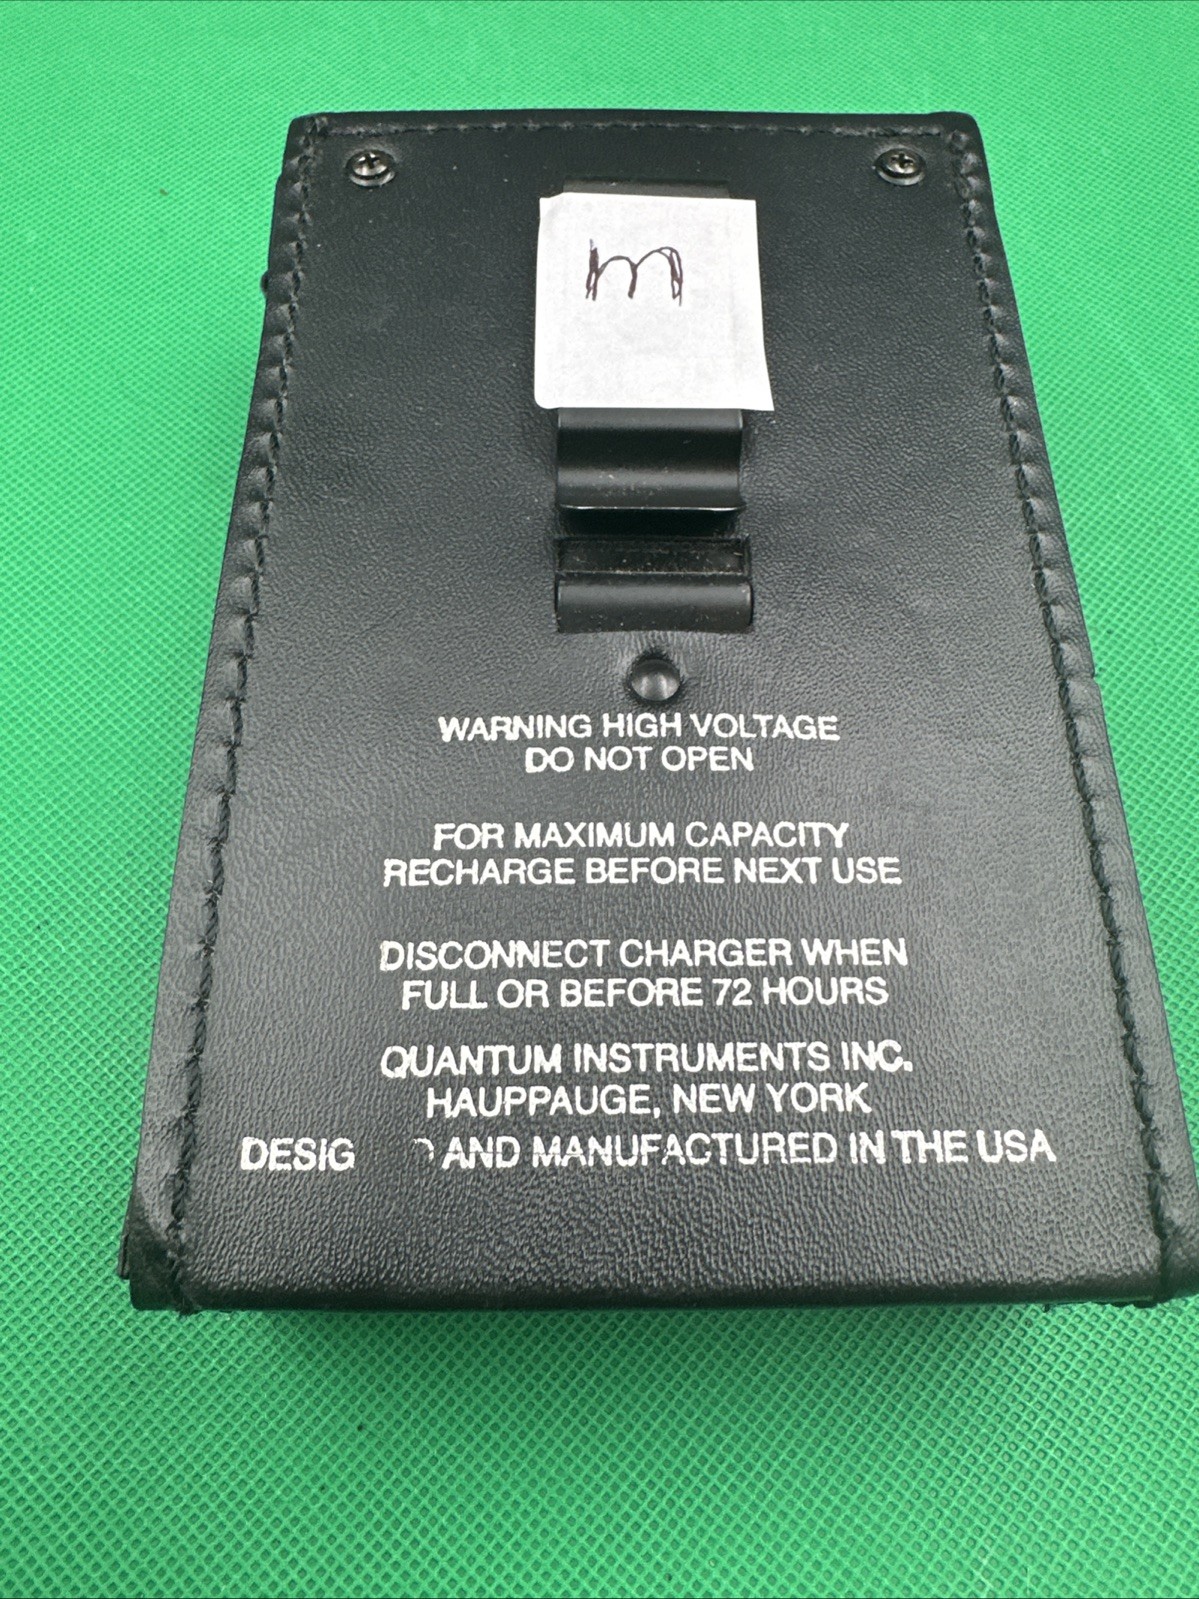 m
WARNING HIGH VOLTAGE
DO NOT OPEN
FOR MAXIMUM CAPACITY
RECHARGE BEFORE NEXT USE
DISCONNECT CHARGER WHEN
FULL OR BEFORE 72 HOURS
QUANTUM INSTRUMENTS INC.
HAUPPAUGE, NEW YORK
DESIG D AND MANUFACTURED IN THE USA